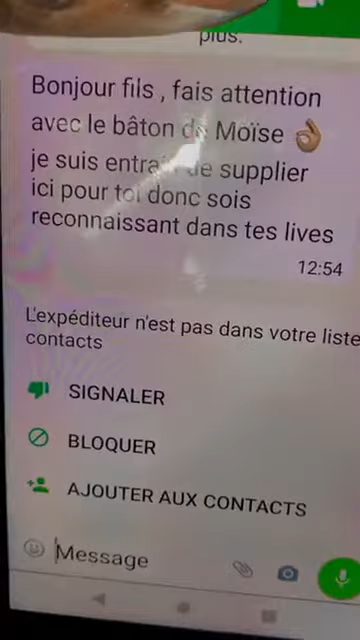 plus.
Bonjour fils , fais attention
avec le bâton de Moïse 👌🏽
je suis entrain de supplier
ici pour toi donc sois
reconnaissant dans tes lives
12:54
L'expéditeur n'est pas dans votre liste
contacts
SIGNALER
BLOQUER
AJOUTER AUX CONTACTS
Message